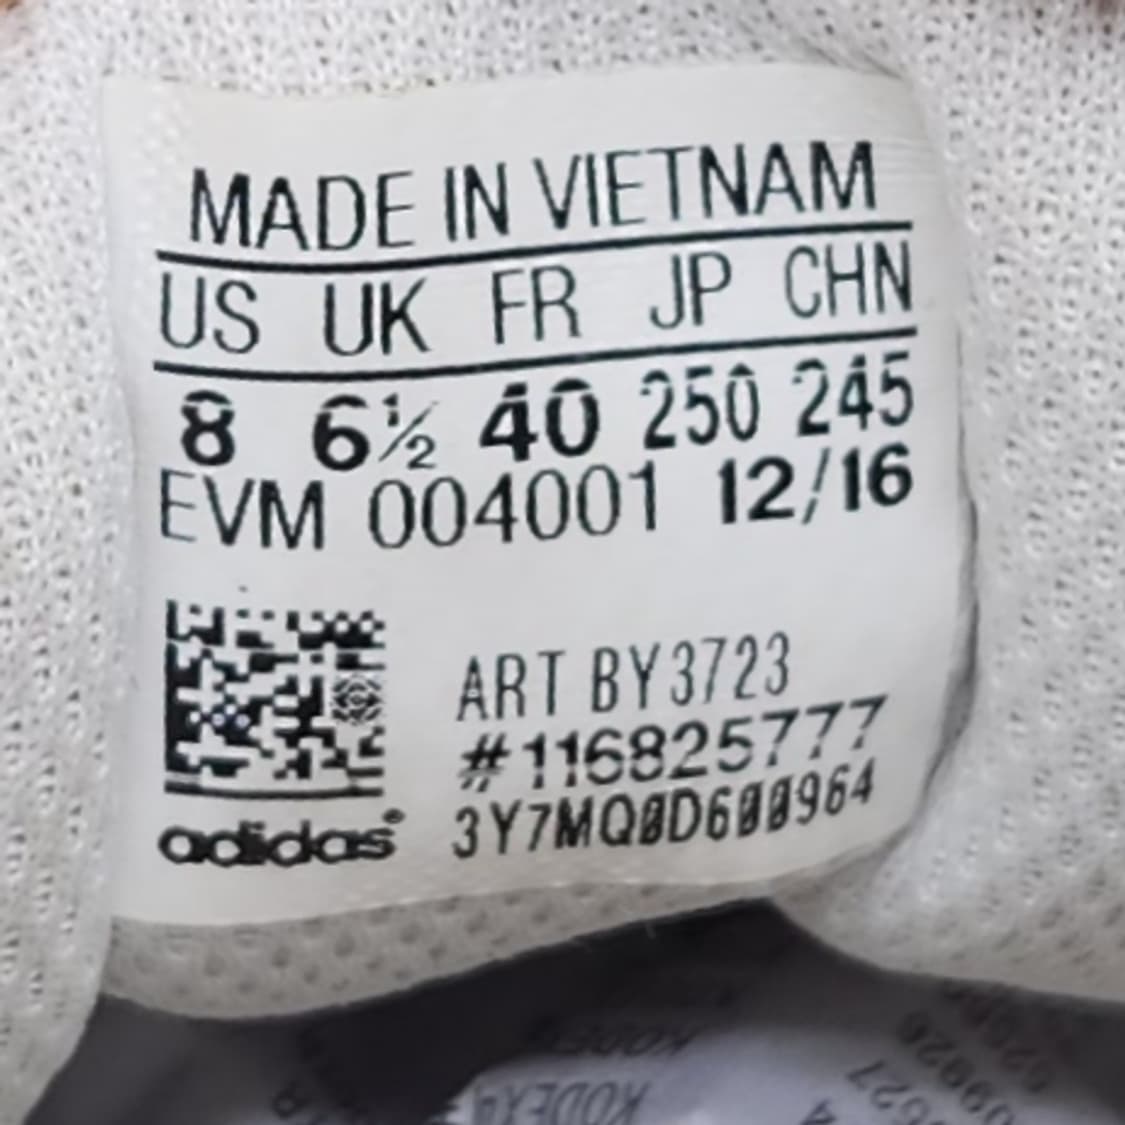 MADE IN VIETNAM
US UK FR JP CHN
8 6½ 40 250 245
EVM 004001 12/16
ART BY3723
#116825777
adidas® 3Y7MQ0D600964
KODEXA